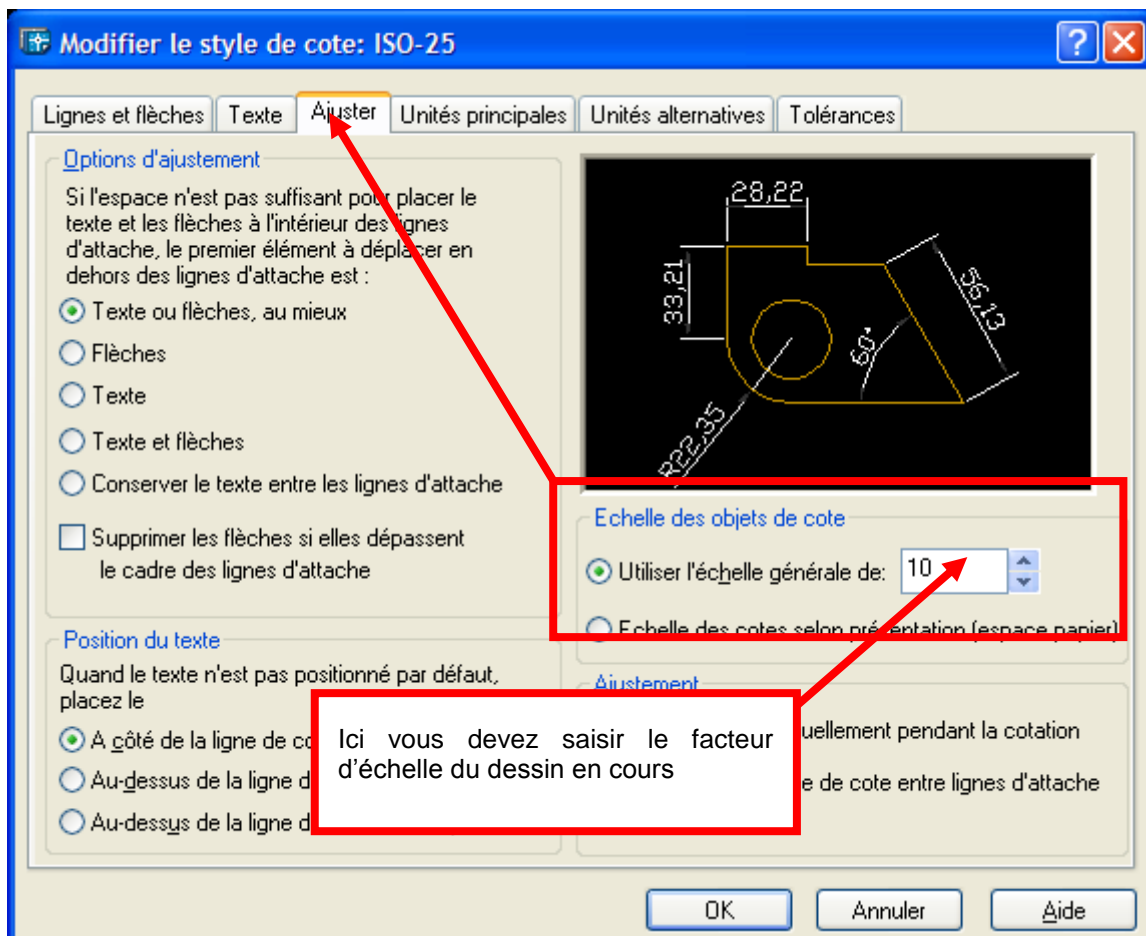 Modifier le style de cote: ISO-25
Lignes et flèches Texte Ajuster Unités principales Unités alternatives Tolérances
Options d'ajustement
Si l'espace n'est pas suffisant pour placer le
texte et les flèches à l'intérieur des lignes
d'attache, le premier élément à déplacer en
dehors des lignes d'attache est :
Texte ou flèches, au mieux
Flèches
Texte
Texte et flèches
Conserver le texte entre les lignes d'attache
Supprimer les flèches si elles dépassent
le cadre des lignes d'attache
28,22
33,21
56,13
60°
R22,35
Echelle des objets de cote
Utiliser l'échelle générale de: 10
Echelle des cotes selon présentation (espace papier)
Position du texte
Quand le texte n'est pas positionné par défaut,
placez le
A côté de la ligne de
Au-dessus de la ligne
Au-dessus de la ligne
Ajustement
pendant la cotation
de cote entre lignes d'attache
Ici vous devez saisir le facteur
d'échelle du dessin en cours
OK Annuler Aide